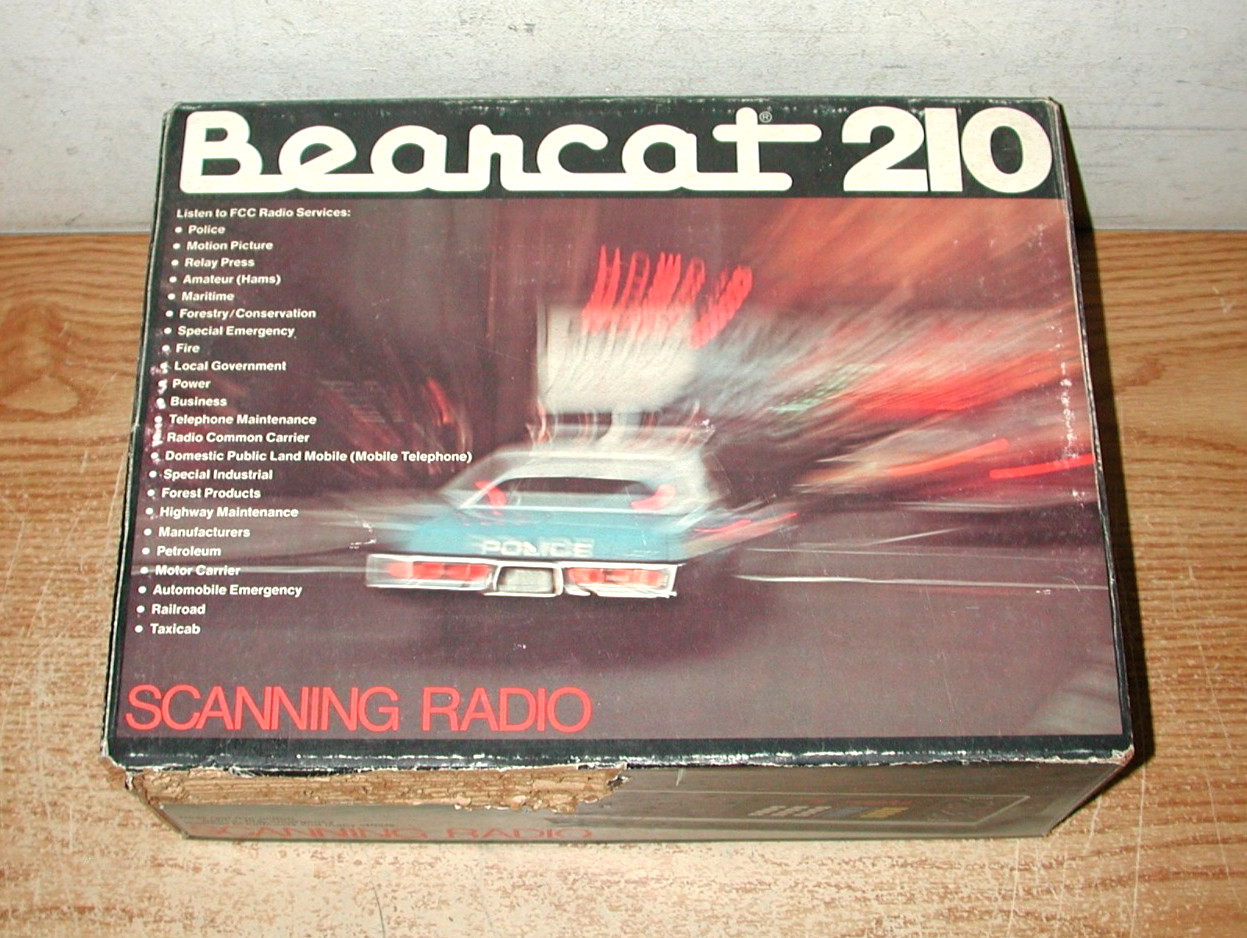 Bearcat® 210
Listen to FCC Radio Services:
• Police
• Motion Picture
• Relay Press
• Amateur (Hams)
• Maritime
• Forestry/Conservation
• Special Emergency
• Fire
• Local Government
• Power
• Business
• Telephone Maintenance
• Radio Common Carrier
• Domestic Public Land Mobile (Mobile Telephone)
• Special Industrial
• Forest Products
• Highway Maintenance
• Manufacturers
• Petroleum
• Motor Carrier
• Automobile Emergency
• Railroad
• Taxicab
POLICE
SCANNING RADIO
SCANNING RADIO